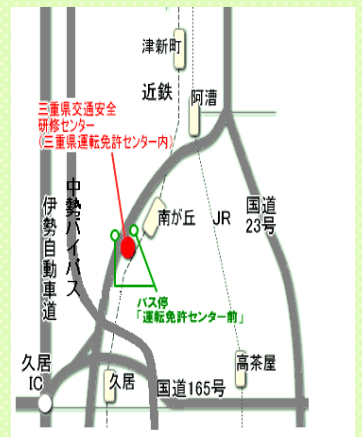 津新町
近鉄
阿漕
三重県交通安全
研修センター
(三重県運転免許センター内)
中勢バイパス
伊勢自動車道
南が丘
JR
国道
23号
バス停
「運転免許センター前」
久居
IC
久居
国道165号
高茶屋